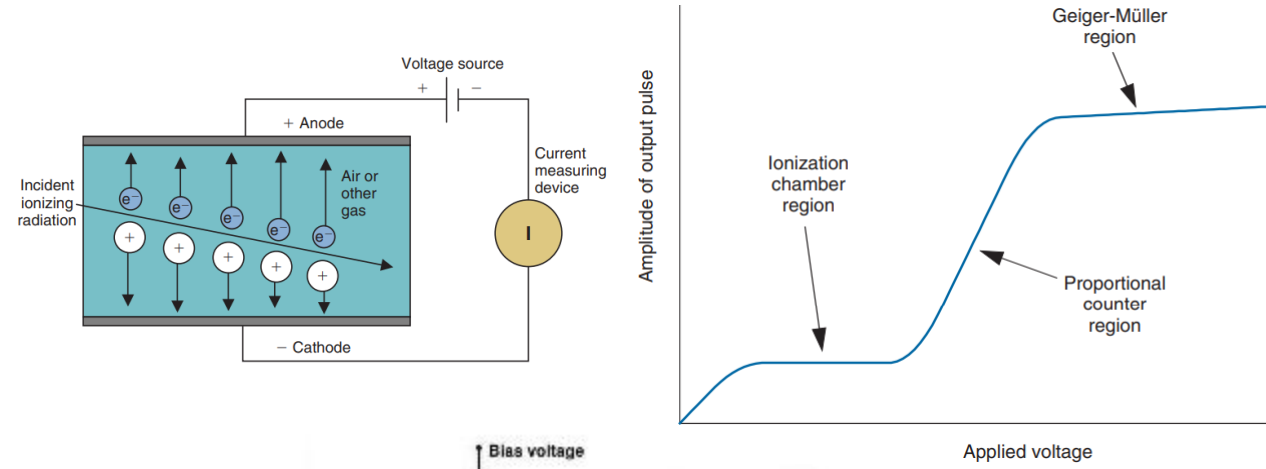 Voltage source
+ −
+ Anode
Incident
ionizing
radiation
Air or
other
gas
e⁻
e⁻
e⁻
e⁻
e⁻
+
+
+
+
+
Current
measuring
device
I
− Cathode
Bias voltage
Amplitude of output pulse
Geiger-Müller
region
Ionization
chamber
region
Proportional
counter
region
Applied voltage